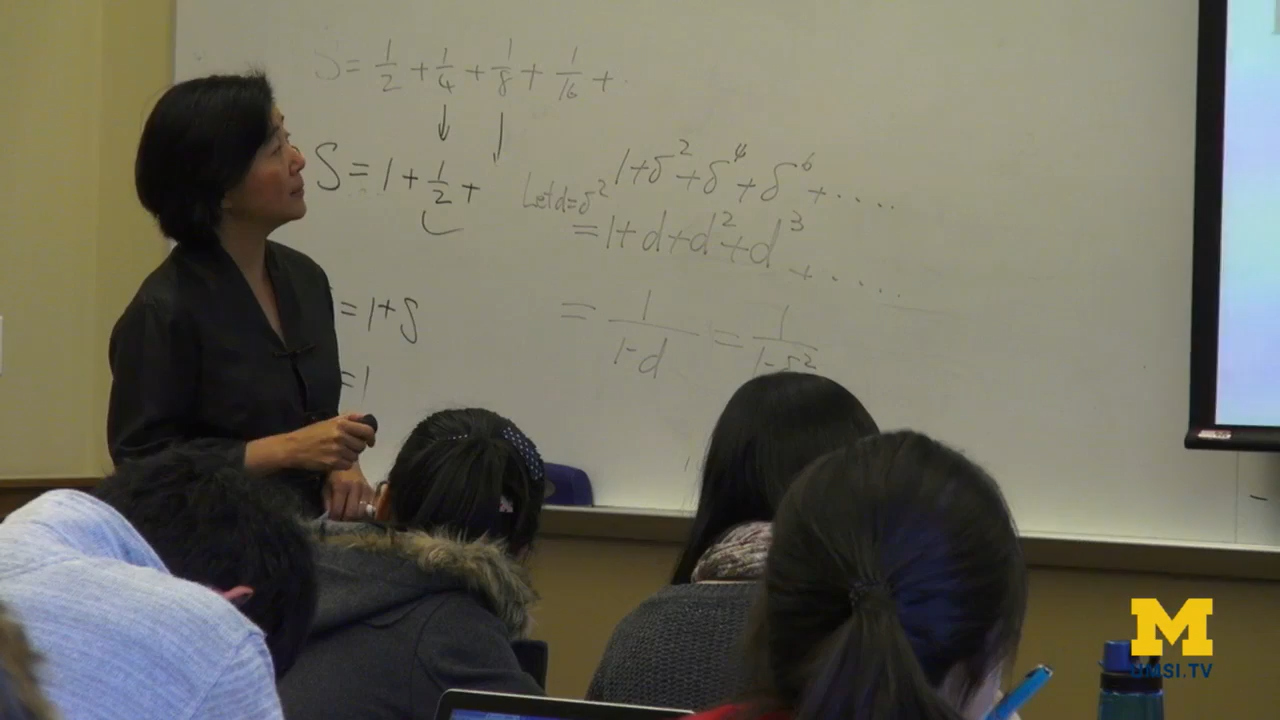 S = 1/2 + 1/4 + 1/8 + 1/16 +
S = 1 + 1/2 +
= 1 + S
= 1
1 + δ² + δ⁴ + δ⁶ + ....
Let d = δ²
= 1 + d + d² + d³ + ....
= 1/(1-d) = 1/(1-δ²)
M
UMSI.TV